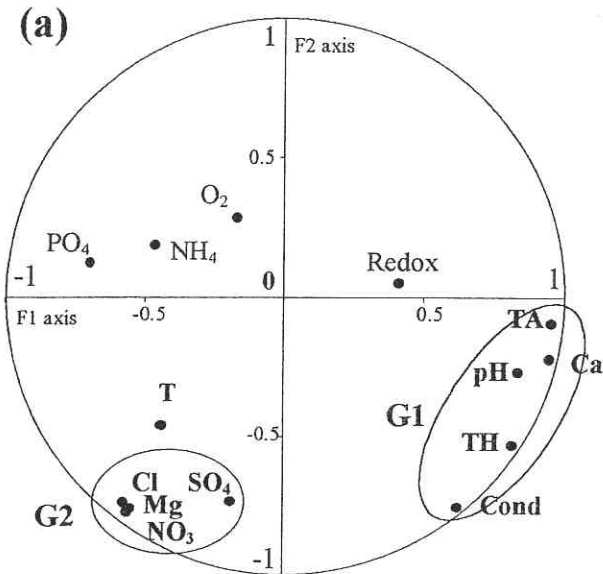 (a)
1
F2 axis
0.5
O₂
PO₄
NH₄
Redox
-1
0
1
F1 axis
-0.5
0.5
TA
Ca
pH
T
G1
-0.5
TH
Cl
SO₄
G2
Mg
Cond
NO₃
-1